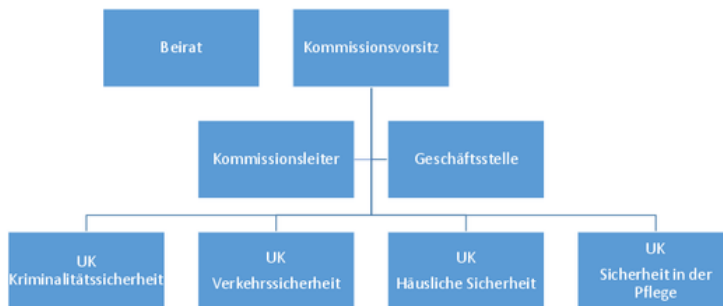 Beirat
Kommissionsvorsitz
Kommissionsleiter
Geschäftsstelle
UK
Kriminalitätssicherheit
UK
Verkehrssicherheit
UK
Häusliche Sicherheit
UK
Sicherheit in der
Pflege